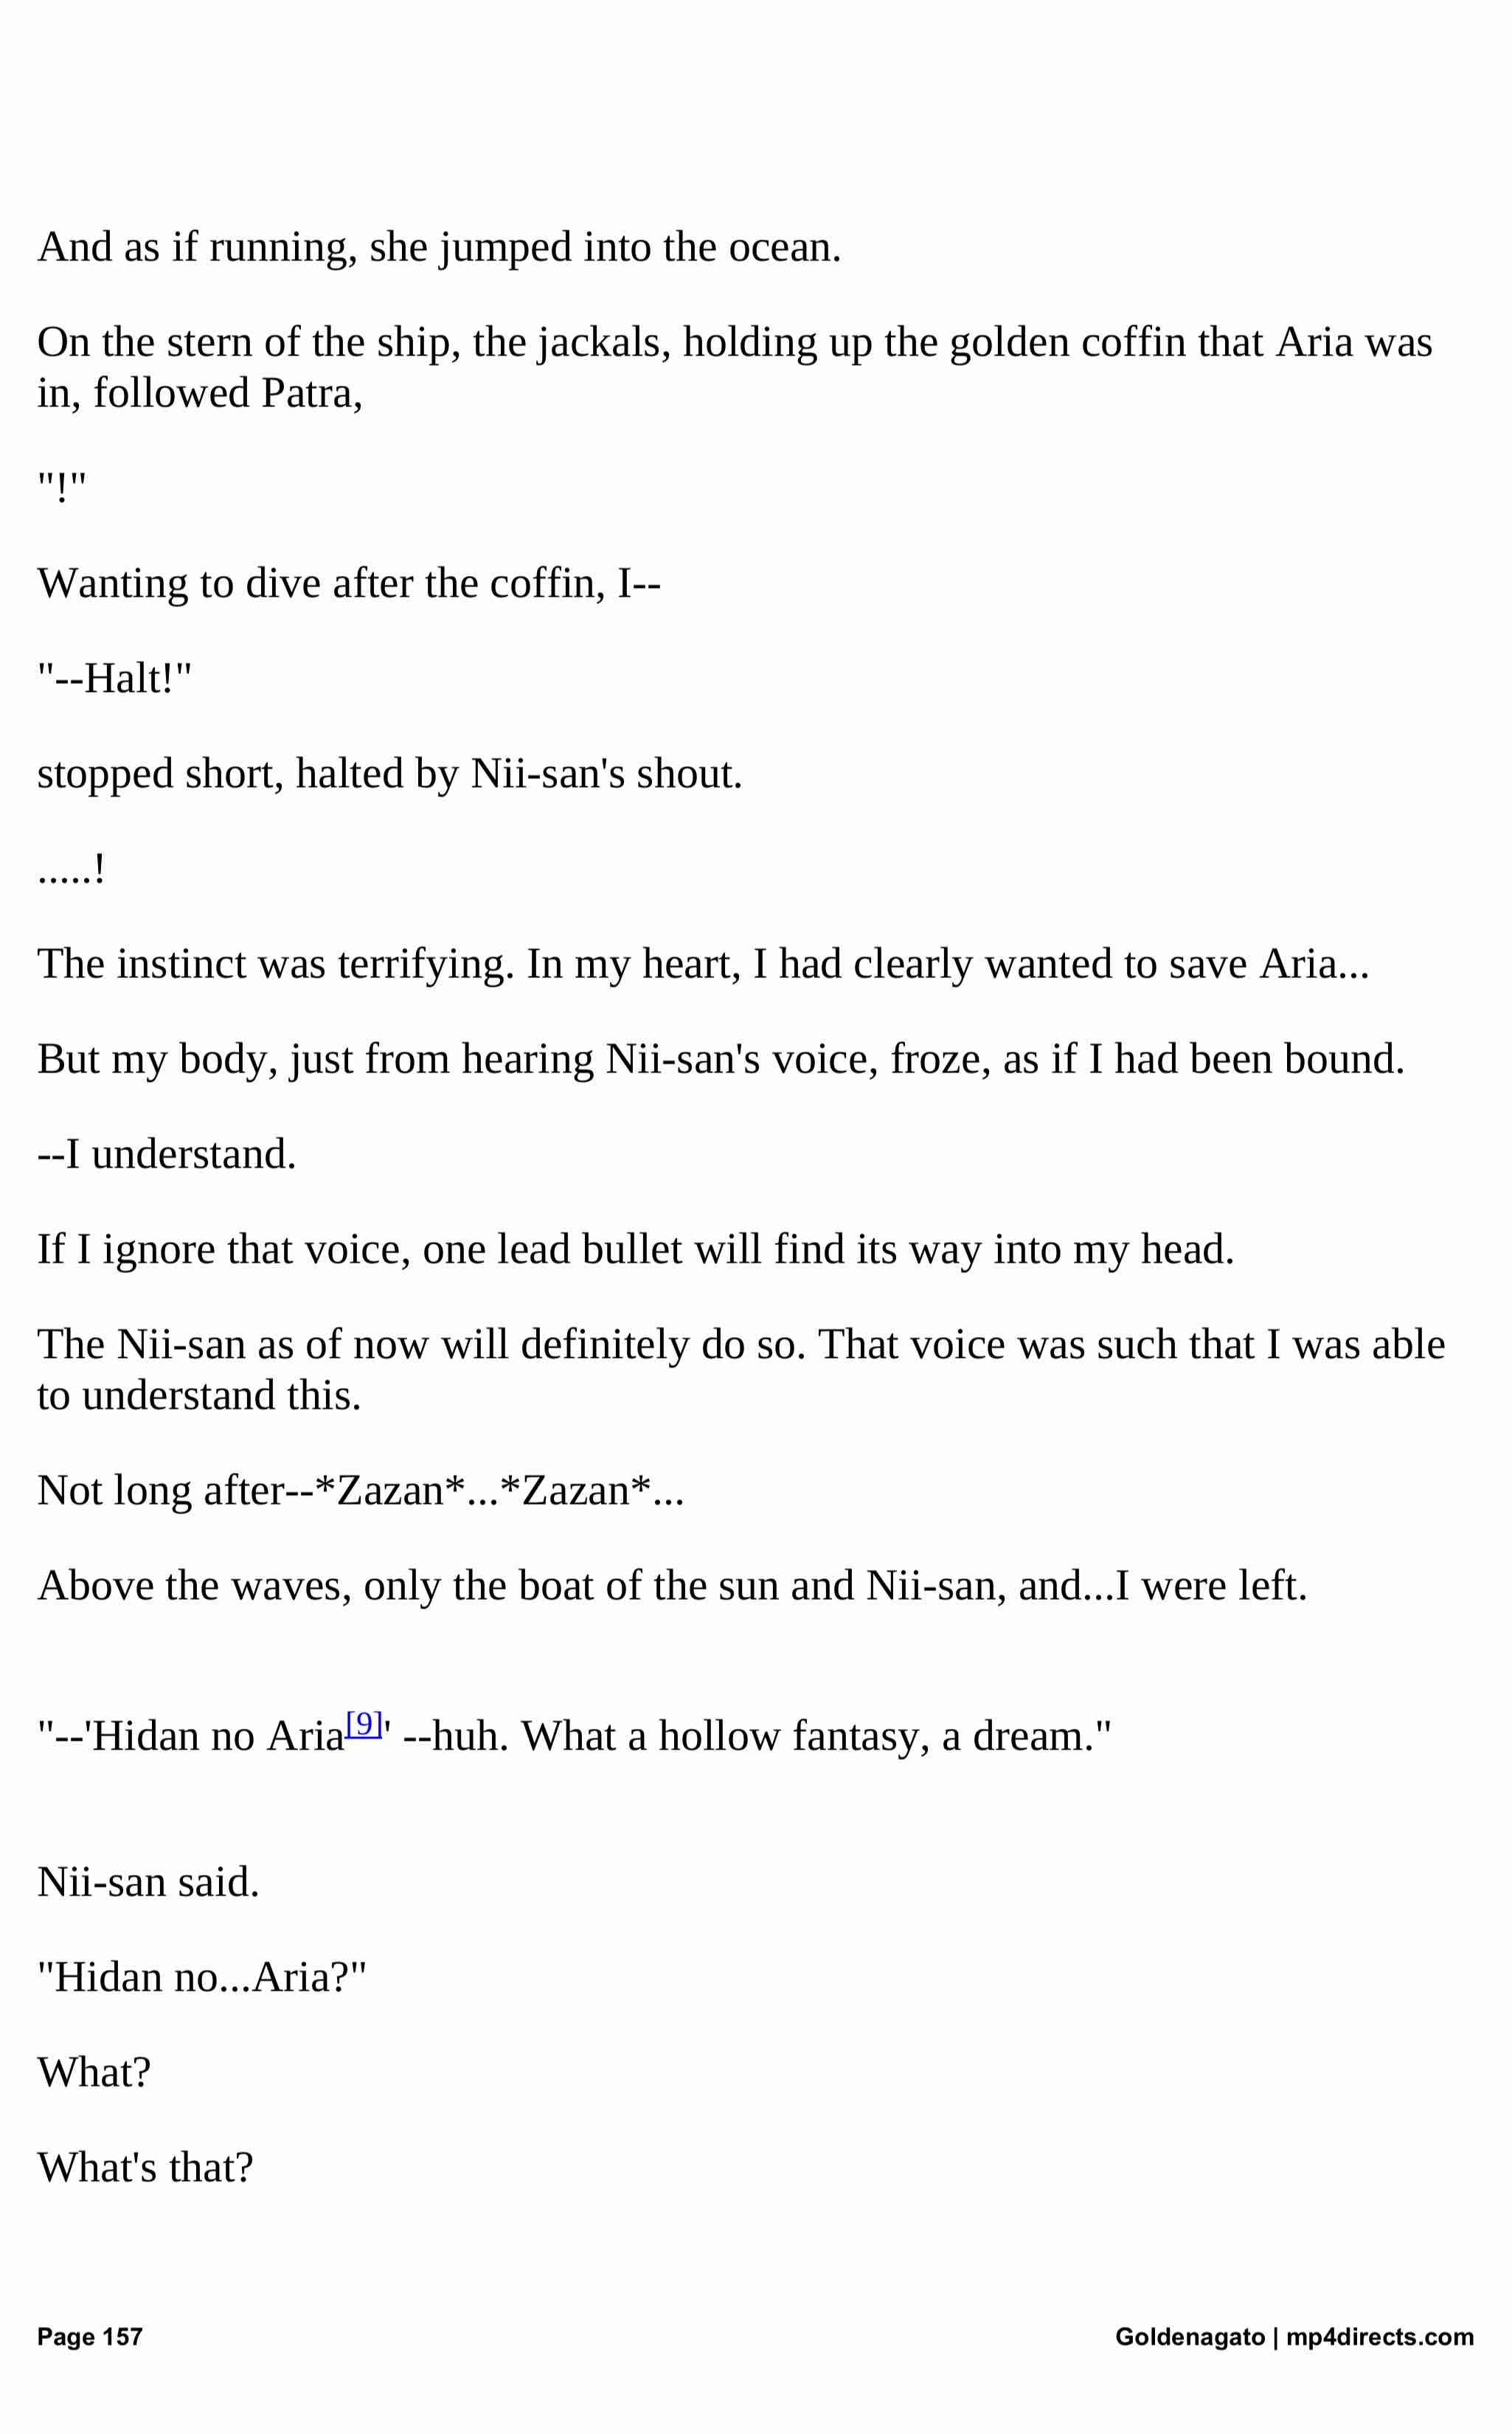 And as if running, she jumped into the ocean.
On the stern of the ship, the jackals, holding up the golden coffin that Aria was
in, followed Patra,
"!"
Wanting to dive after the coffin, I--
"--Halt!"
stopped short, halted by Nii-san's shout.
.....!
The instinct was terrifying. In my heart, I had clearly wanted to save Aria...
But my body, just from hearing Nii-san's voice, froze, as if I had been bound.
--I understand.
If I ignore that voice, one lead bullet will find its way into my head.
The Nii-san as of now will definitely do so. That voice was such that I was able
to understand this.
Not long after--*Zazan*...*Zazan*...
Above the waves, only the boat of the sun and Nii-san, and...I were left.
"--'Hidan no Aria[9]' --huh. What a hollow fantasy, a dream."
Nii-san said.
"Hidan no...Aria?"
What?
What's that?
Page 157
Goldenagato | mp4directs.com